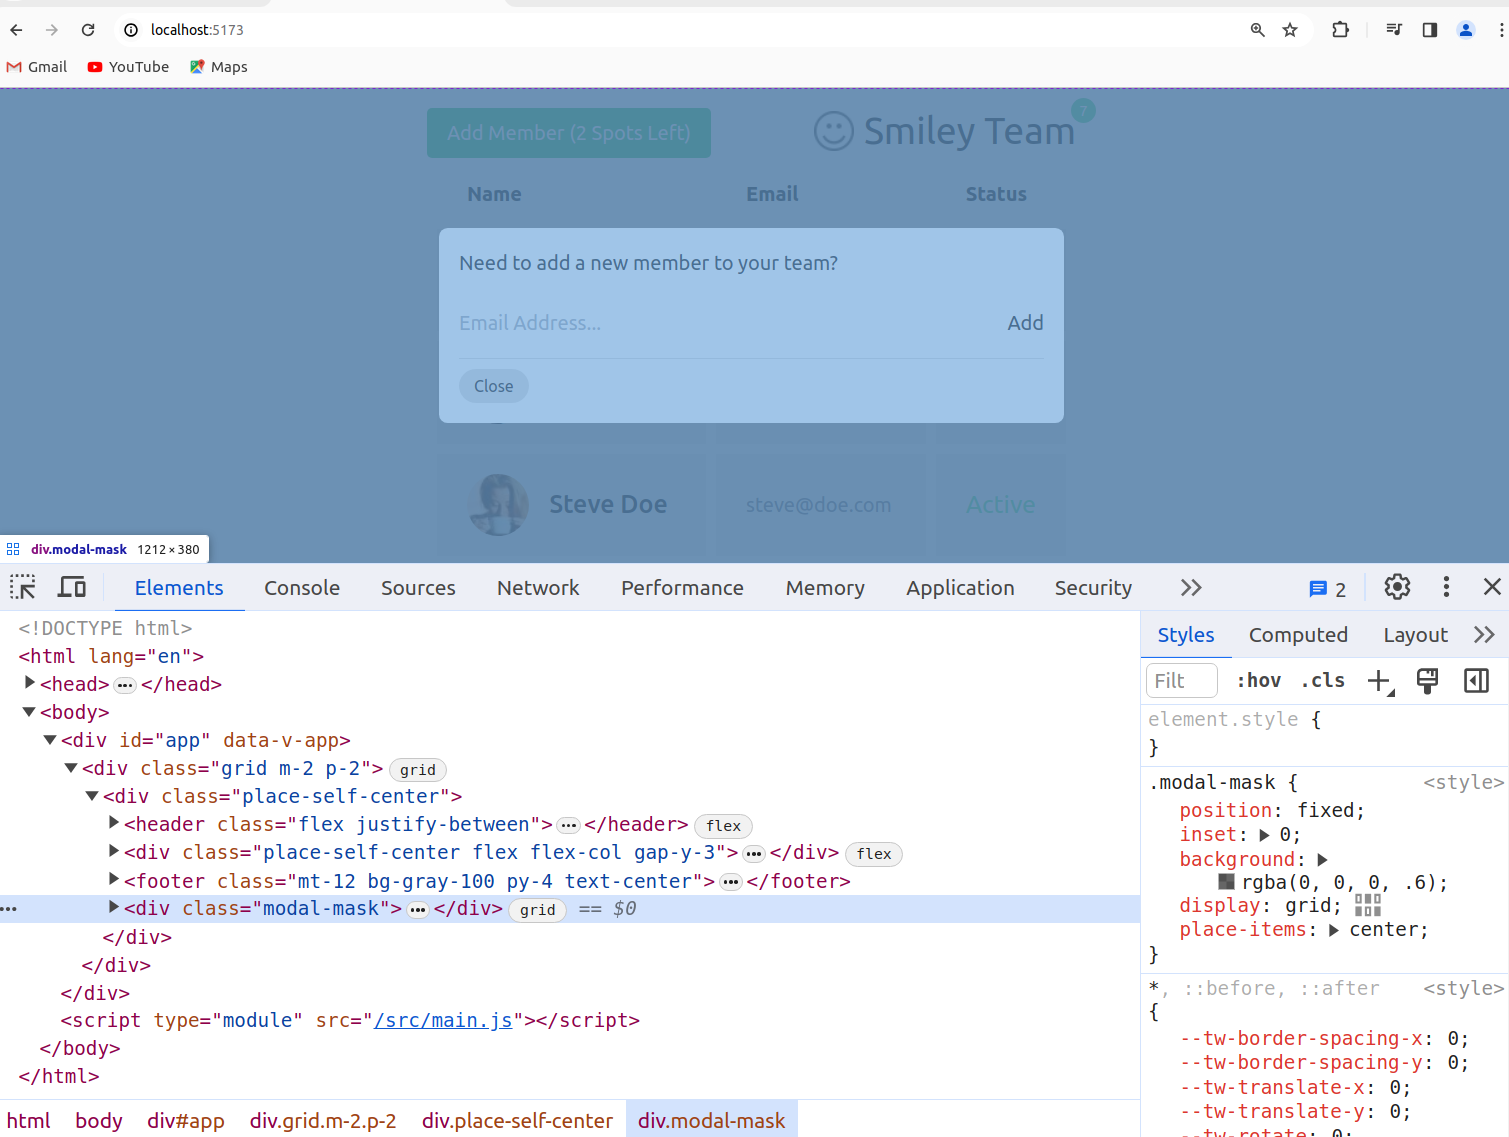 localhost:5173
Gmail YouTube Maps
Add Member (2 Spots Left) Smiley Team 7
Name Email Status
Need to add a new member to your team?
Email Address... Add
Close
Steve Doe steve@doe.com Active
div.modal-mask 1212×380
Elements Console Sources Network Performance Memory Application Security 2
<!DOCTYPE html>
<html lang="en">
<head> ••• </head>
<body>
<div id="app" data-v-app>
<div class="grid m-2 p-2"> grid
<div class="place-self-center">
<header class="flex justify-between"> ••• </header> flex
<div class="place-self-center flex flex-col gap-y-3"> ••• </div> flex
<footer class="mt-12 bg-gray-100 py-4 text-center"> ••• </footer>
<div class="modal-mask"> ••• </div> grid == $0
</div>
</div>
</div>
<script type="module" src="/src/main.js"></script>
</body>
</html>
html body div#app div.grid.m-2.p-2 div.place-self-center div.modal-mask
Styles Computed Layout
Filt :hov .cls
element.style {
}
.modal-mask { <style>
position: fixed;
inset: 0;
background:
rgba(0, 0, 0, .6);
display: grid;
place-items: center;
}
*, ::before, ::after <style>
{
--tw-border-spacing-x: 0;
--tw-border-spacing-y: 0;
--tw-translate-x: 0;
--tw-translate-y: 0;
--tw-rotate: 0;